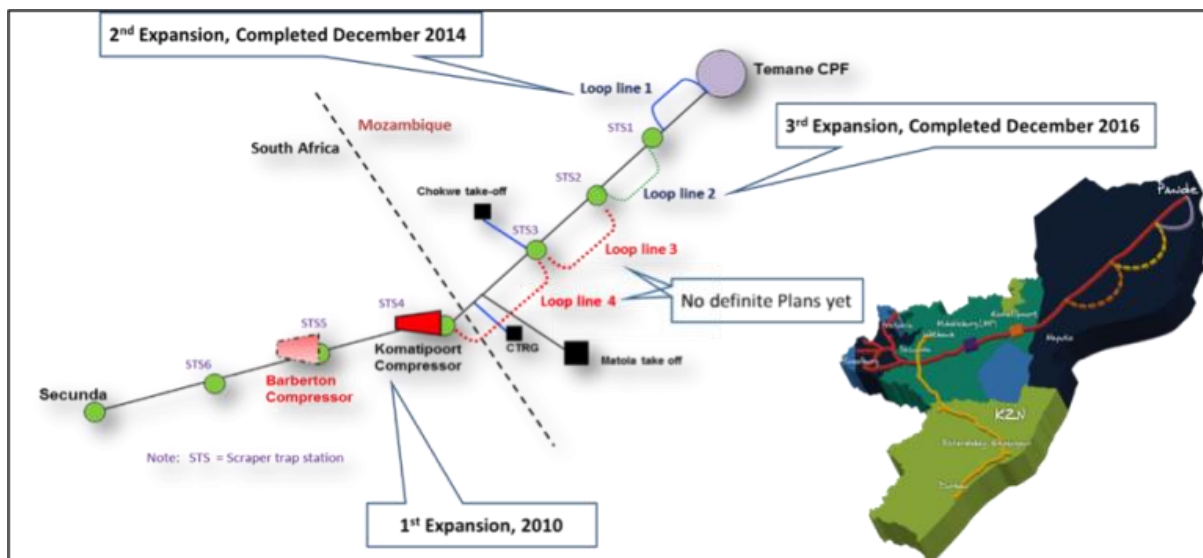 2nd Expansion, Completed December 2014
Temane CPF
Loop line 1
Mozambique
South Africa
STS1
3rd Expansion, Completed December 2016
STS2
Loop line 2
Chokwe take-off
STS3
Loop line 3
Loop line 4
No definite Plans yet
STS4
STS5
Komatipoort
Compressor
CTRG
Matola take off
STS6
Barberton
Compressor
Secunda
Note: STS = Scraper trap station
1st Expansion, 2010
Pande
Komatipoort
Secunda
KZN
Durban